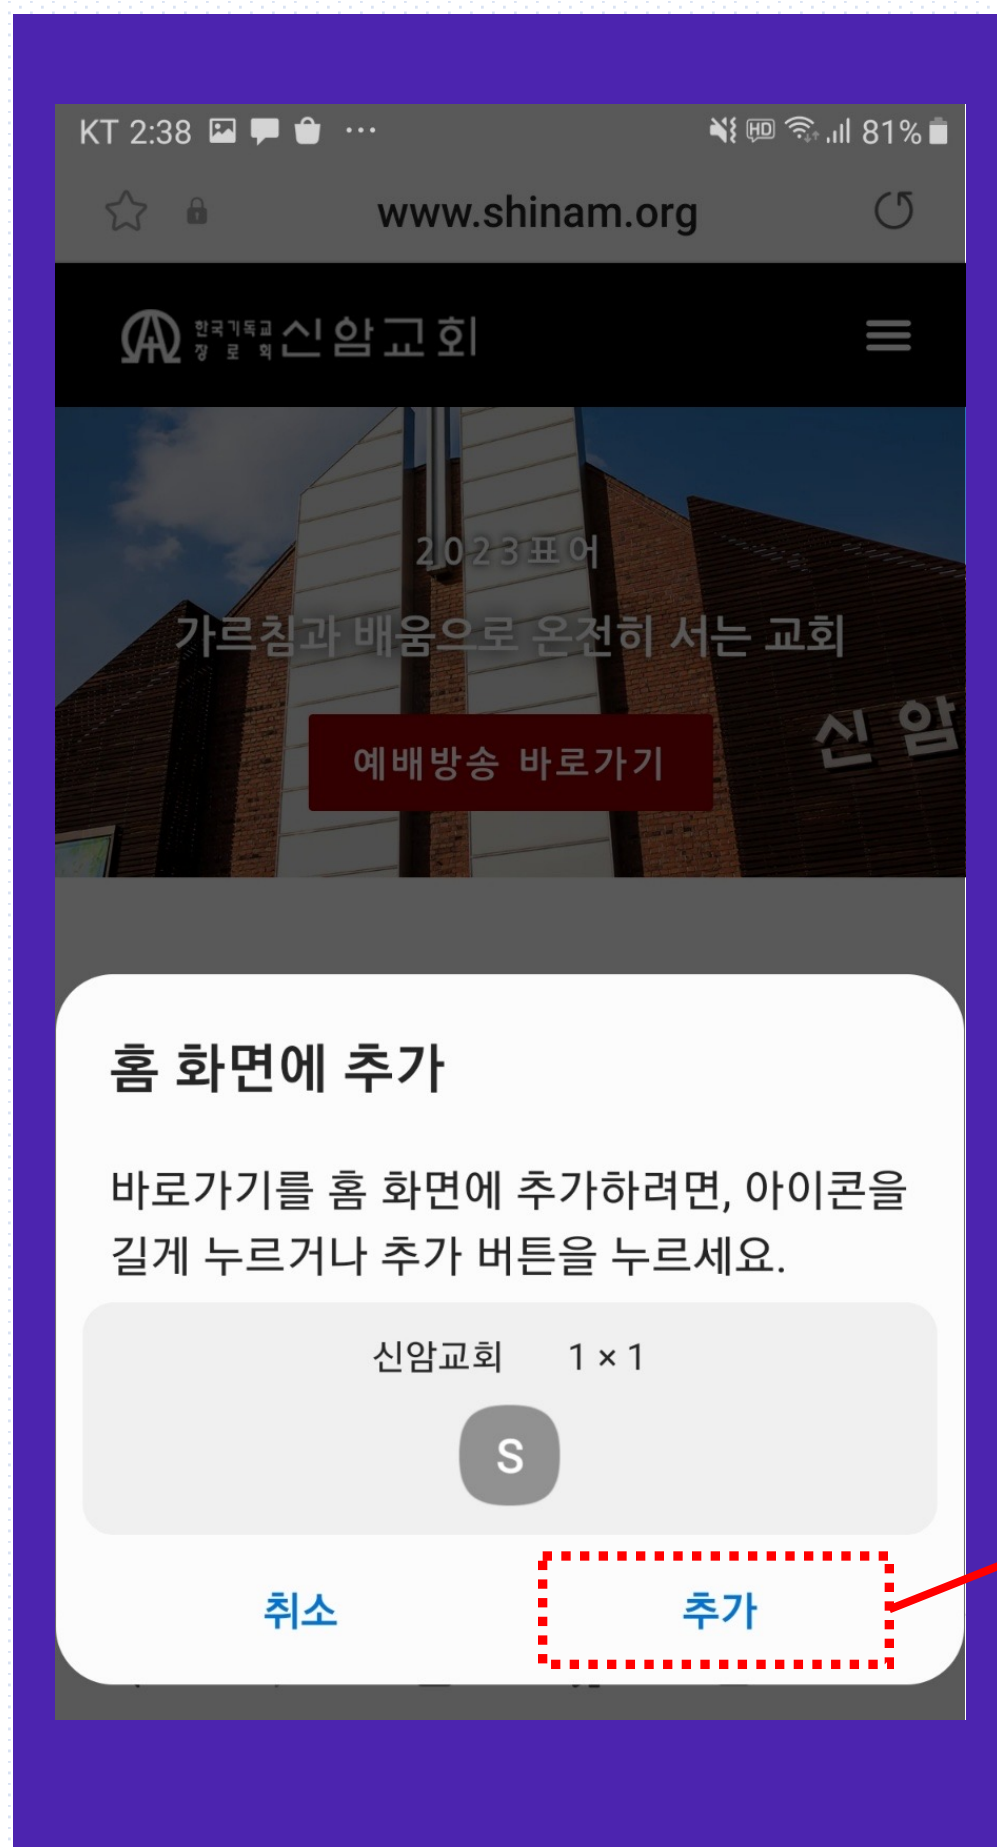 KT 2:38
81%
www.shinam.org
한국기독교
장로회
신암교회
2023표어
가르침과 배움으로 온전히 서는 교회
신암
예배방송 바로가기
홈 화면에 추가
바로가기를 홈 화면에 추가하려면, 아이콘을
길게 누르거나 추가 버튼을 누르세요.
신암교회 1 × 1
S
취소 추가